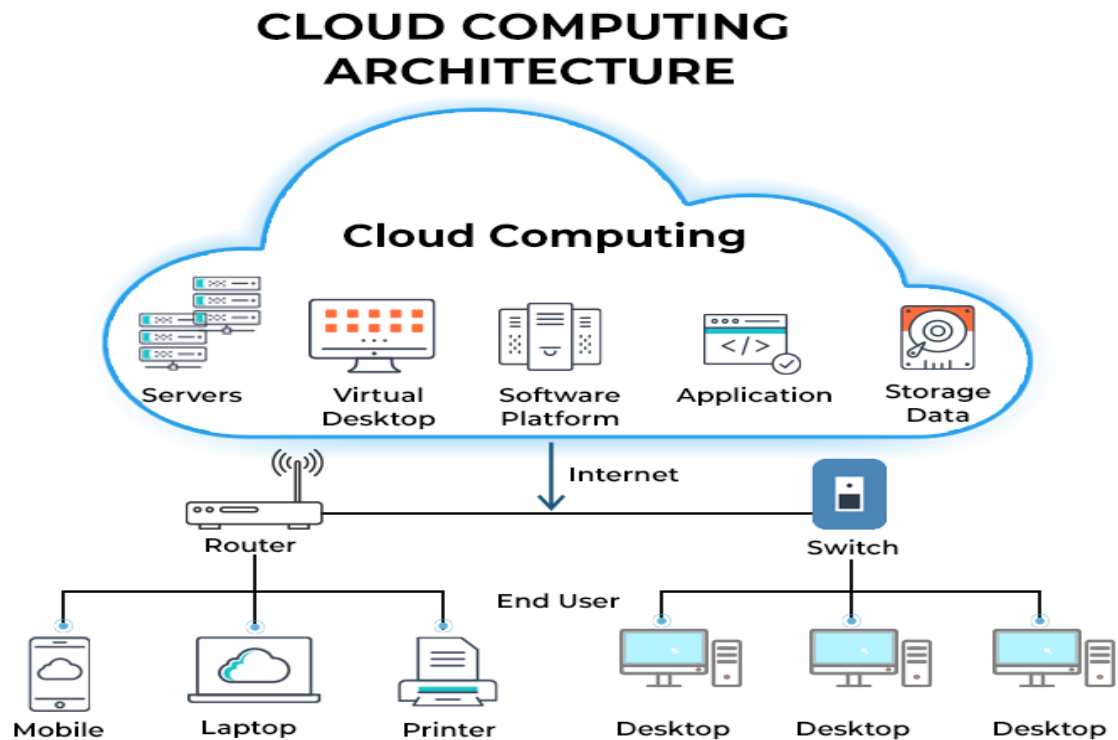 CLOUD COMPUTING
ARCHITECTURE
Cloud Computing
Servers
Virtual
Desktop
Software
Platform
Application
Storage
Data
Internet
Router
Switch
End User
Mobile
Laptop
Printer
Desktop
Desktop
Desktop